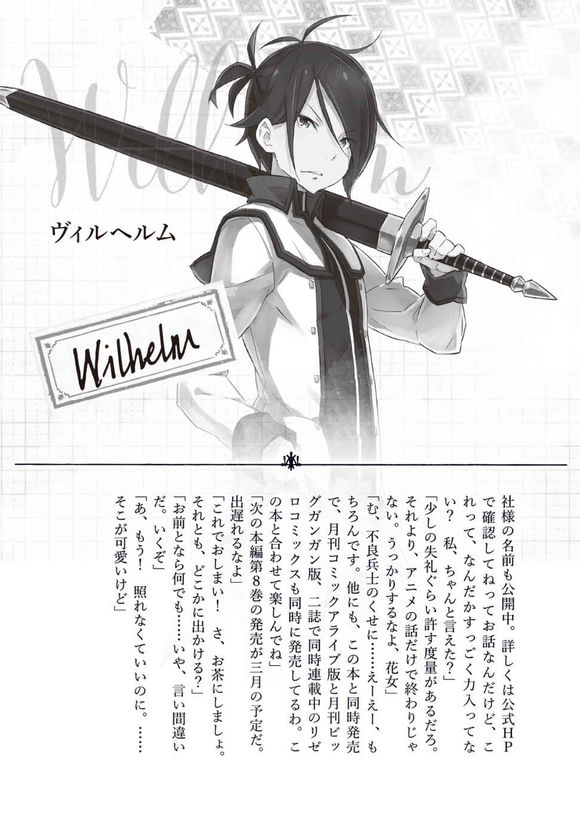 Wilhelm
ヴィルヘルム
Wilhelm
社様の名前も公開中。詳しくは公式ＨＰ
で確認してねってお話なんだけど、こ
れって、なんだかすっごく力入ってな
い？　私、ちゃんと言えた？」
「少しの失礼ぐらい許す度量があるだろ。
それより、アニメの話だけで終わりじゃ
ない。うっかりするなよ、花女」
「む、不良兵士のくせに……えーえー、も
ちろんです。他にも、この本と同時発売
で、月刊コミックアライブ版と月刊ビッ
グガンガン版、二誌で同時連載中のリゼ
ロコミックスも同時に発売してるわ。こ
の本と合わせて楽しんでね」
「次の本編第８巻の発売が三月の予定だ。
出遅れるなよ」
「これでおしまい！　さ、お茶にしましょ。
それとも、どこかに出かける？」
「お前となら何でも……いや、言い間違い
だ。いくぞ」
「あ、もう！　照れなくていいのに。……
そこが可愛いけど」